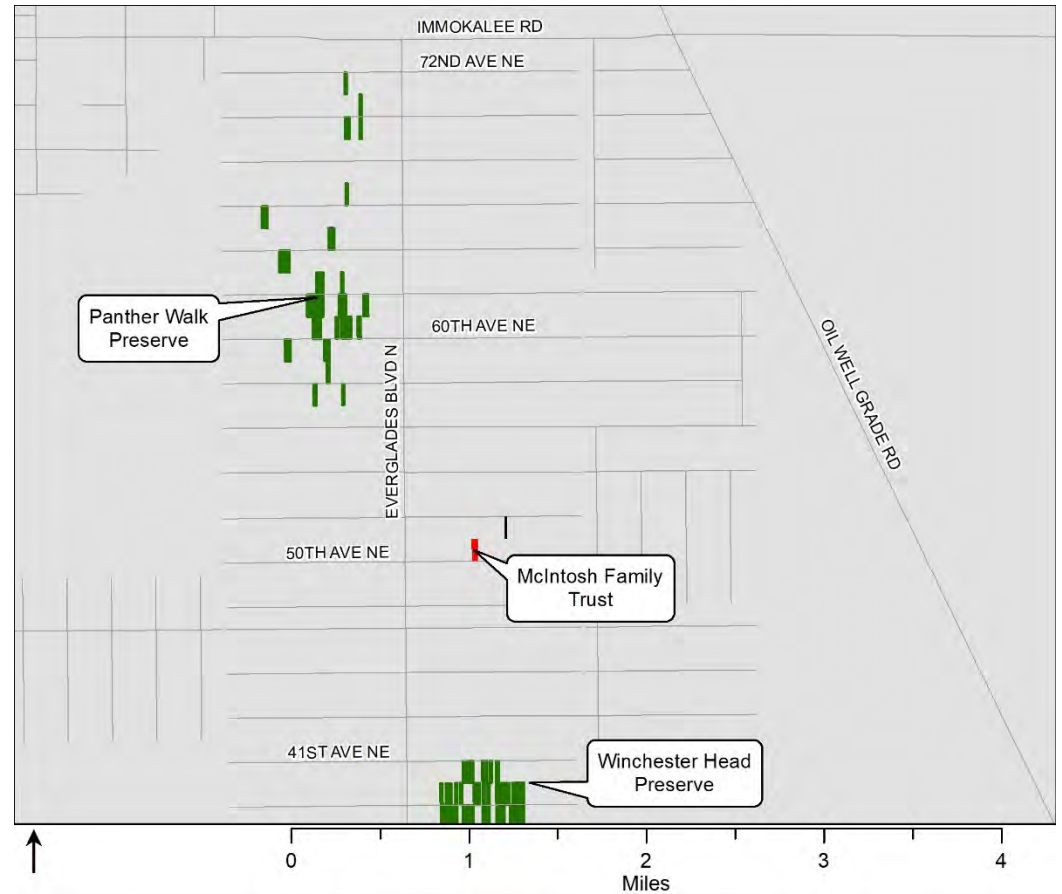 IMMOKALEE RD
72ND AVE NE
Panther Walk
Preserve
60TH AVE NE
EVERGLADES BLVD N
OIL WELL GRADE RD
50TH AVE NE
McIntosh Family
Trust
41ST AVE NE
Winchester Head
Preserve
0 1 2 3 4
Miles